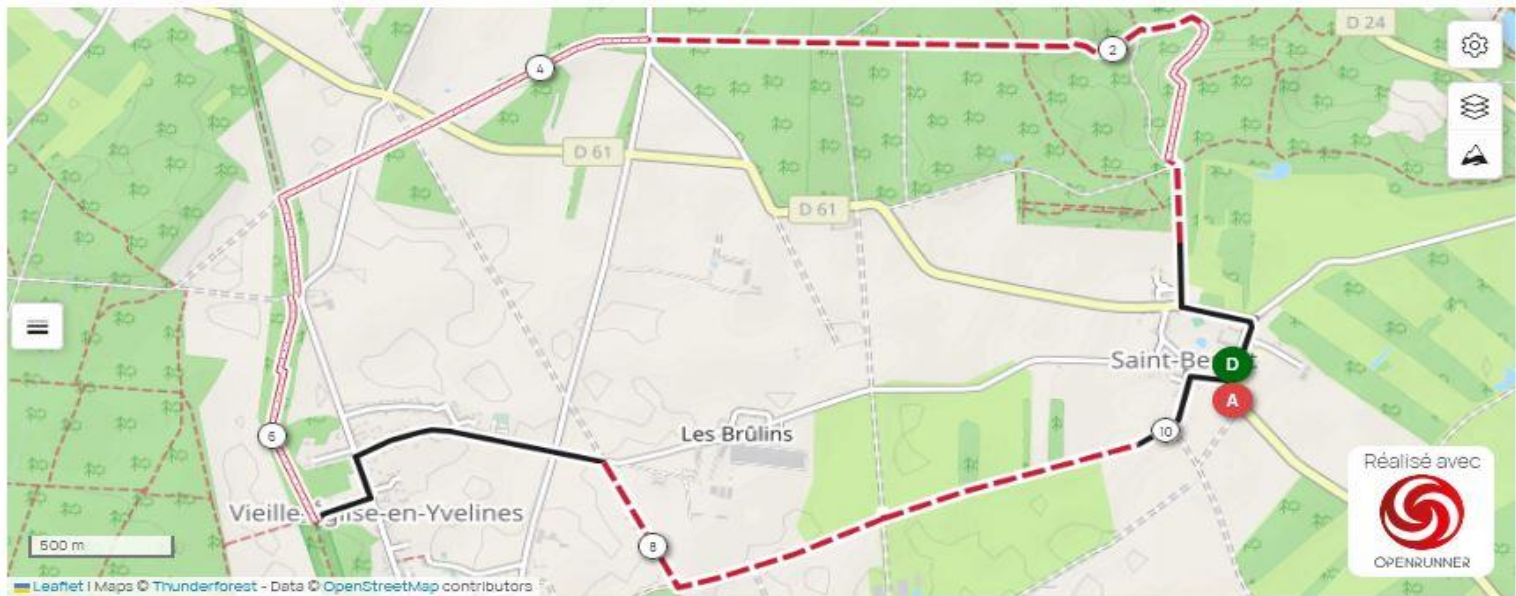 D 24
2
4
D 61
D 61
Saint-Be
D
A
6
Les Brûlins
10
Réalisé avec
OPENRUNNER
Vieille-Église-en-Yvelines
8
500 m
Leaflet | Maps © Thunderforest - Data © OpenStreetMap contributors